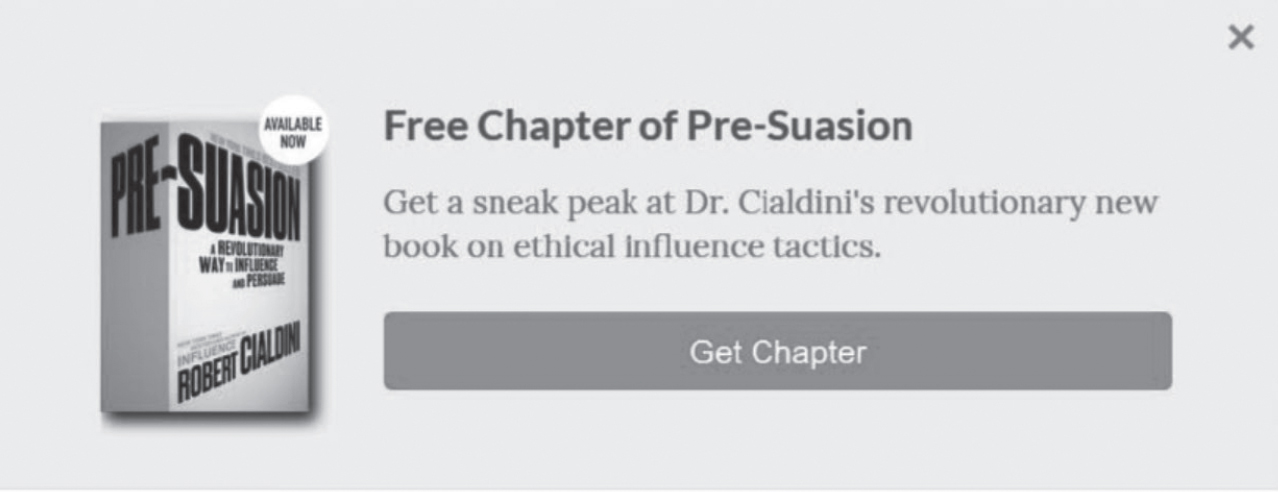 Free Chapter of Pre-Suasion
Get a sneak peak at Dr. Cialdini's revolutionary new
book on ethical influence tactics.
Get Chapter
AVAILABLE
NOW
PRE-SUASION
A REVOLUTIONARY
WAY TO INFLUENCE
AND PERSUADE
INFLUENCE
ROBERT CIALDINI